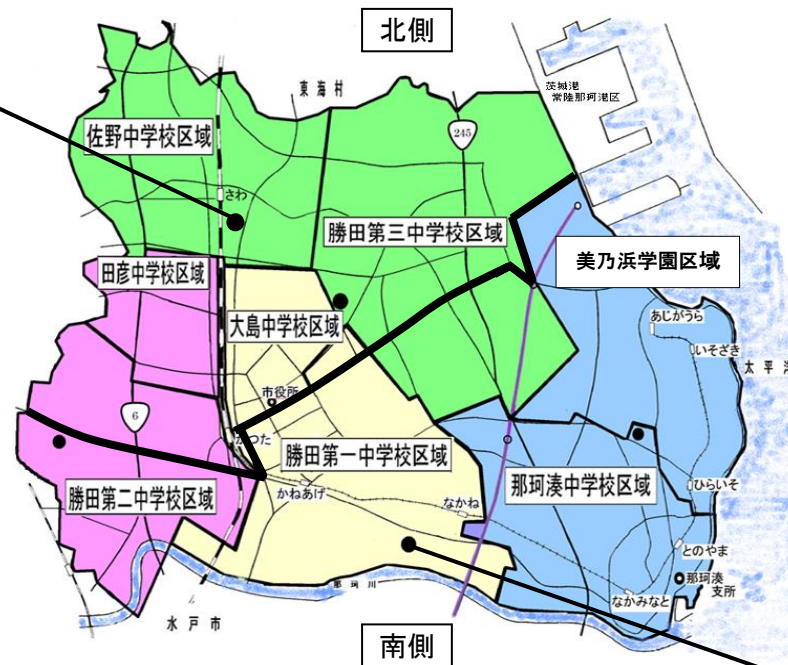 北側
茨城港
常陸那珂港区
東海村
245
佐野中学校区域
さわ
勝田第三中学校区域
美乃浜学園区域
田彦中学校区域
あじがうら
大島中学校区域
いそざき
太平洋
市役所
6
かつた
勝田第一中学校区域
那珂湊中学校区域
勝田第二中学校区域
かねあげ
なかね
ひらいそ
とのやま
那珂湊
支所
那珂川
なかみなと
水戸市
南側